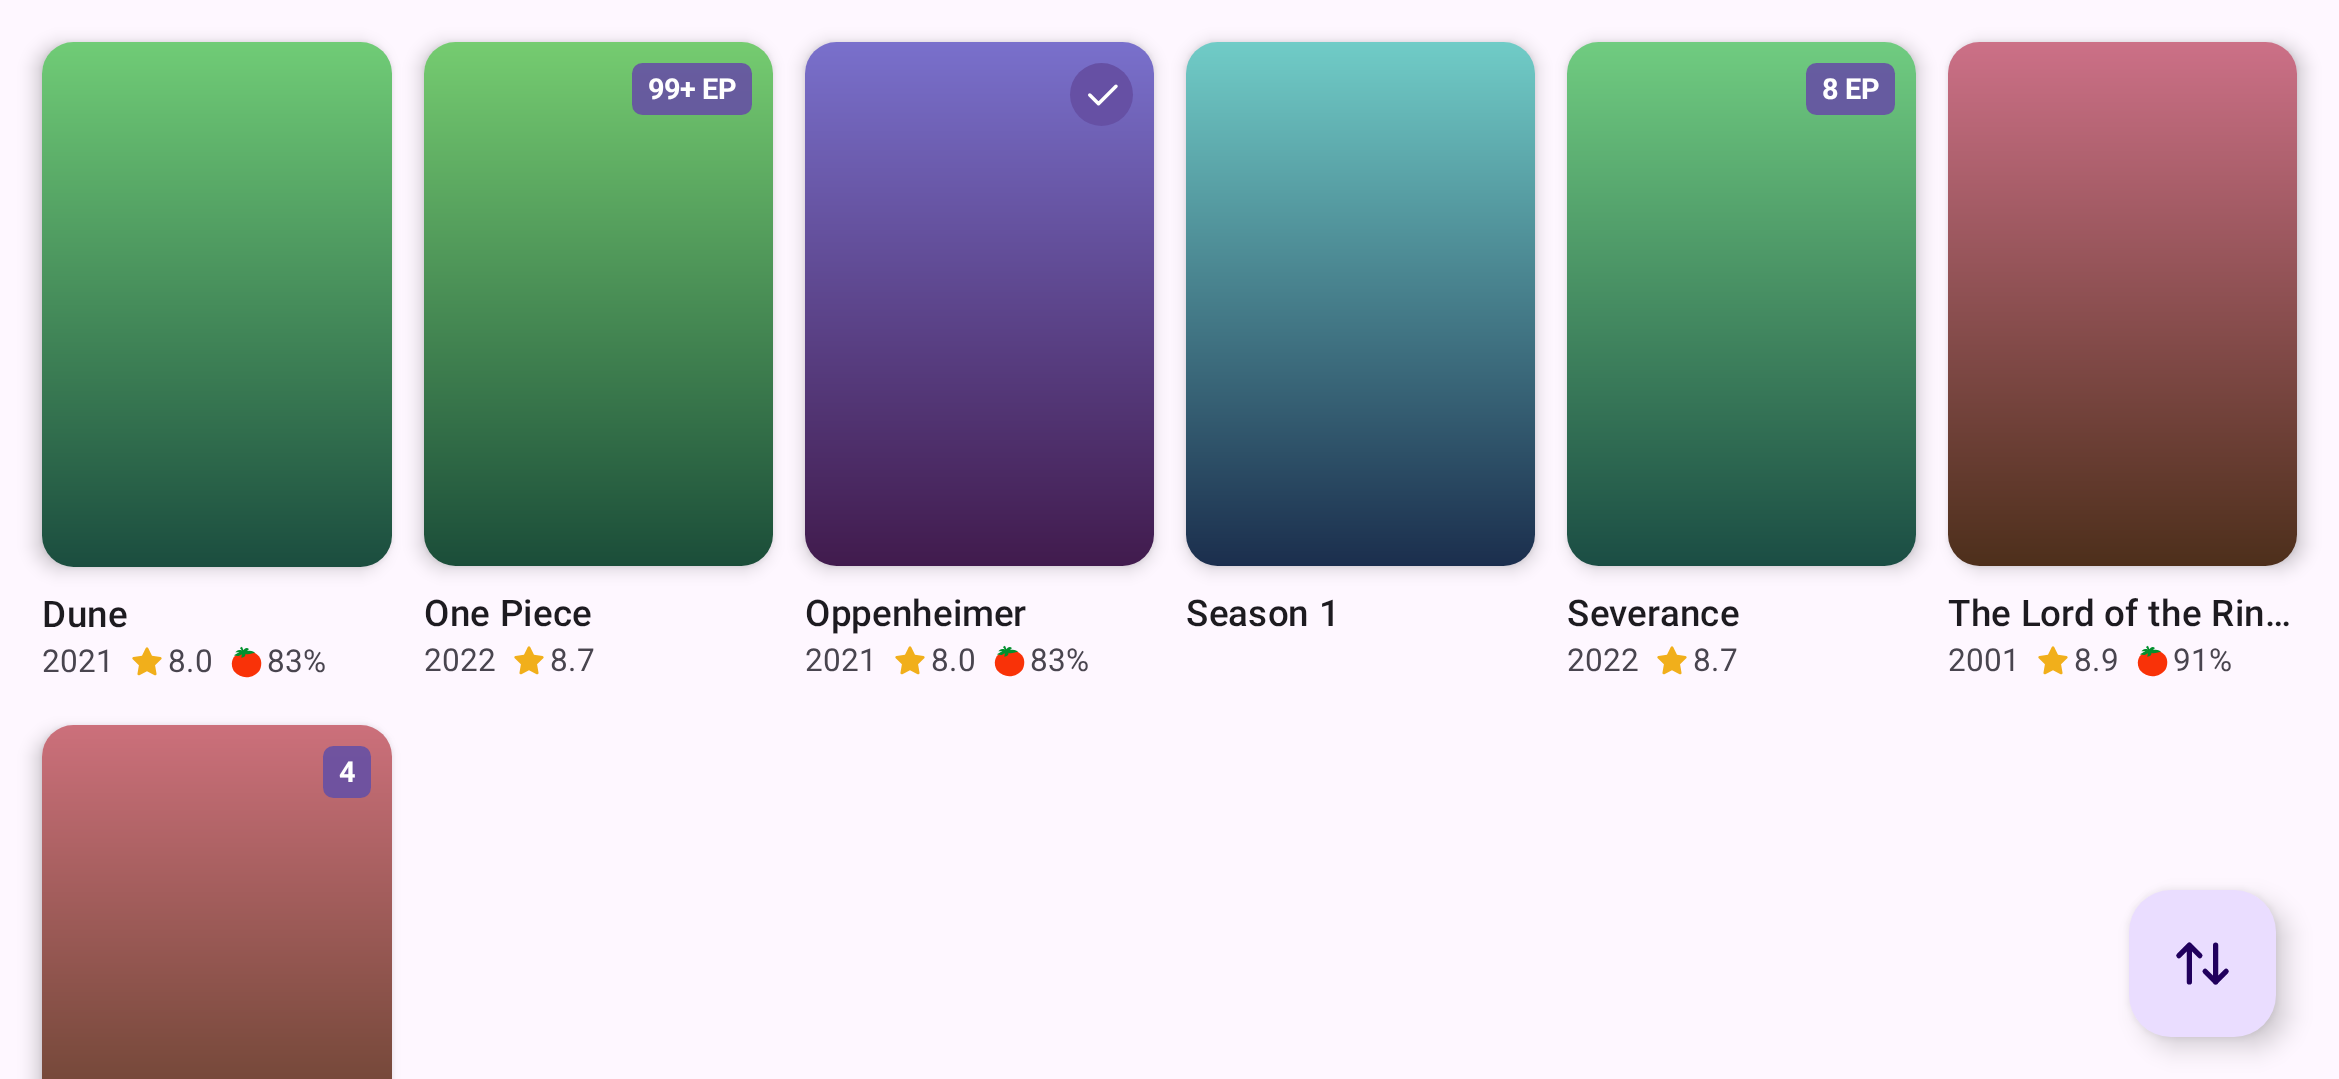 99+ EP
8 EP
Dune
2021 8.0 83%
One Piece
2022 8.7
Oppenheimer
2021 8.0 83%
Season 1
Severance
2022 8.7
The Lord of the Rin...
2001 8.9 91%
4